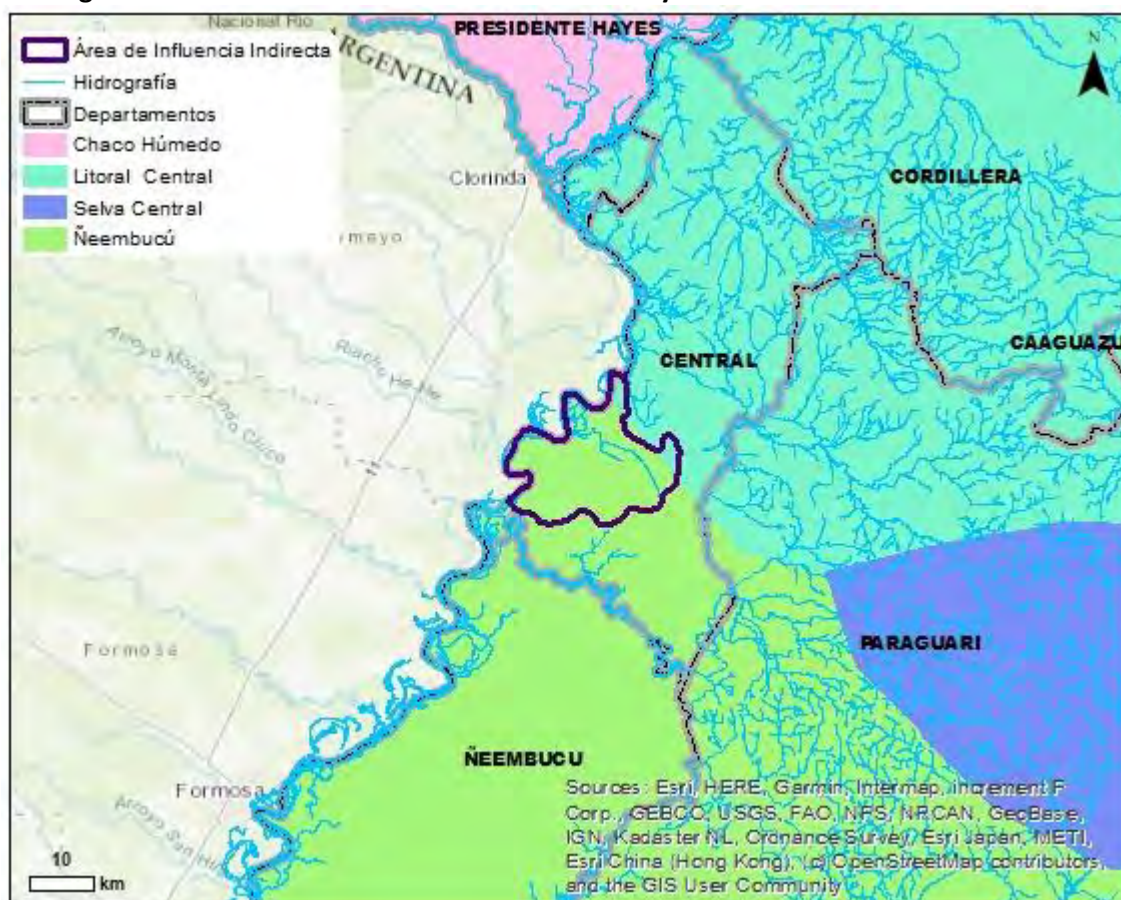 Nacional Rio
ARGENTINA
PRESIDENTE HAYES
N
Área de Influencia Indirecta
Hidrografía
Departamentos
Chaco Húmedo
Litoral Central
Selva Central
Ñeembucú
Clorinda
CORDILLERA
CENTRAL
CAAGUAZU
Riacho He-He
Arroyo Monte Lindo Chico
PARAGUARI
Formosa
ÑEEMBUCU
Formosa
Arroyo San Hil
10
km
Sources: Esri, HERE, Garmin, Intermap, increment P
Corp., GEBCO, USGS, FAO, NPS, NRCAN, GeoBase,
IGN, Kadaster NL, Ordnance Survey, Esri Japan, METI,
Esri China (Hong Kong), (c) OpenStreetMap contributors,
and the GIS User Community